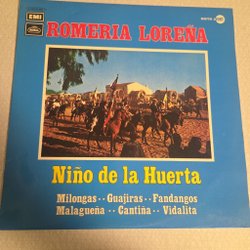 EMI
ROMERIA LOREÑA
Niño de la Huerta
Milongas - - Guajiras - - Fandangos
Malagueña - - Cantiña - - Vidalita